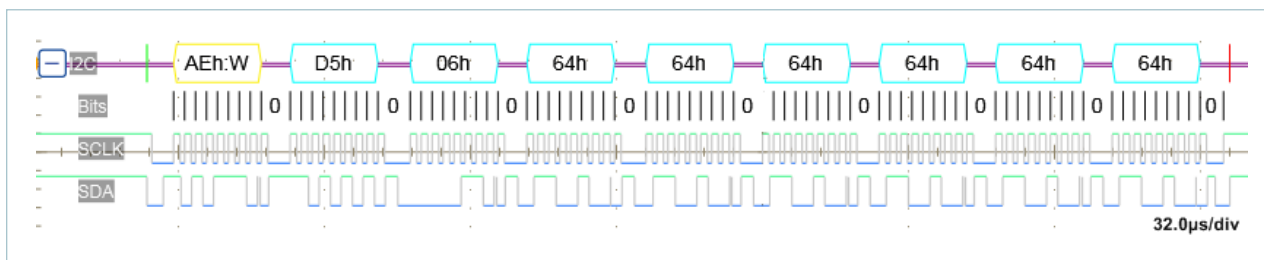 I2C AEh:W D5h 06h 64h 64h 64h 64h 64h 64h
Bits 0 0 0 0 0 0 0 0 0
SCLK
SDA
32.0µs/div